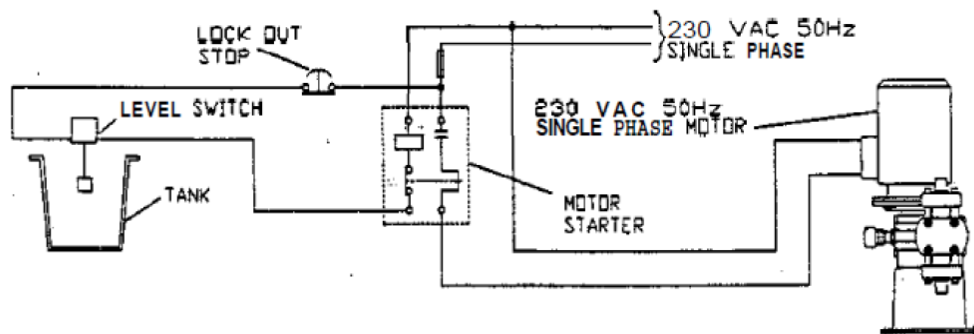 LOCK OUT
STOP
230 VAC 50Hz
SINGLE PHASE
LEVEL SWITCH
230 VAC 50Hz
SINGLE PHASE MOTOR
TANK
MOTOR
STARTER